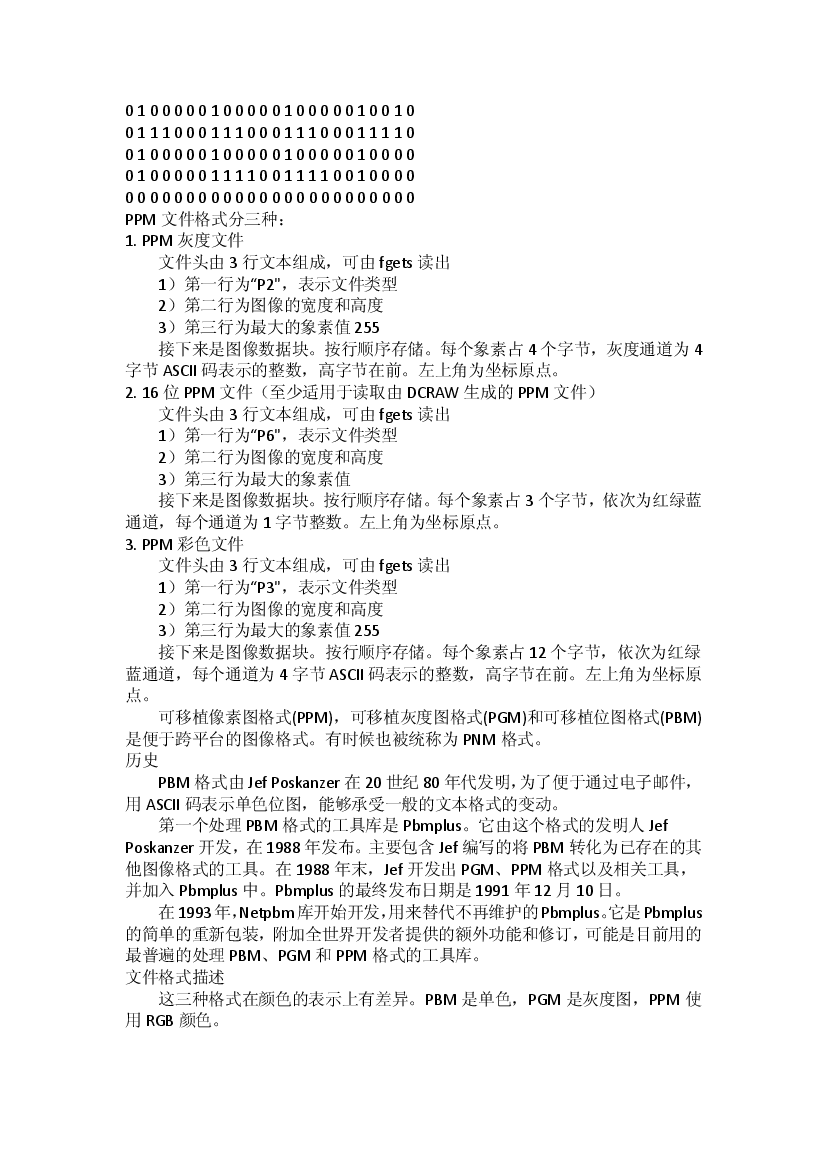 0 1 0 0 0 0 0 1 0 0 0 0 0 1 0 0 0 0 0 1 0 0 1 0
0 1 1 1 0 0 0 1 1 1 0 0 0 1 1 1 0 0 0 1 1 1 1 0
0 1 0 0 0 0 0 1 0 0 0 0 0 1 0 0 0 0 0 1 0 0 0 0
0 1 0 0 0 0 0 1 1 1 1 0 0 1 1 1 1 0 0 1 0 0 0 0
0 0 0 0 0 0 0 0 0 0 0 0 0 0 0 0 0 0 0 0 0 0 0 0
PPM 文件格式分三种：
1. PPM 灰度文件
文件头由 3 行文本组成，可由 fgets 读出
1）第一行为“P2"，表示文件类型
2）第二行为图像的宽度和高度
3）第三行为最大的象素值 255
接下来是图像数据块。按行顺序存储。每个象素占 4 个字节，灰度通道为 4
字节 ASCII 码表示的整数，高字节在前。左上角为坐标原点。
2. 16 位 PPM 文件（至少适用于读取由 DCRAW 生成的 PPM 文件）
文件头由 3 行文本组成，可由 fgets 读出
1）第一行为“P6"，表示文件类型
2）第二行为图像的宽度和高度
3）第三行为最大的象素值
接下来是图像数据块。按行顺序存储。每个象素占 3 个字节，依次为红绿蓝
通道，每个通道为 1 字节整数。左上角为坐标原点。
3. PPM 彩色文件
文件头由 3 行文本组成，可由 fgets 读出
1）第一行为“P3"，表示文件类型
2）第二行为图像的宽度和高度
3）第三行为最大的象素值 255
接下来是图像数据块。按行顺序存储。每个象素占 12 个字节，依次为红绿
蓝通道，每个通道为 4 字节 ASCII 码表示的整数，高字节在前。左上角为坐标原
点。
可移植像素图格式(PPM)，可移植灰度图格式(PGM)和可移植位图格式(PBM)
是便于跨平台的图像格式。有时候也被统称为 PNM 格式。
历史
PBM 格式由 Jef Poskanzer 在 20 世纪 80 年代发明，为了便于通过电子邮件，
用 ASCII 码表示单色位图，能够承受一般的文本格式的变动。
第一个处理 PBM 格式的工具库是 Pbmplus。它由这个格式的发明人 Jef
Poskanzer 开发，在 1988 年发布。主要包含 Jef 编写的将 PBM 转化为已存在的其
他图像格式的工具。在 1988 年末，Jef 开发出 PGM、PPM 格式以及相关工具，
并加入 Pbmplus 中。Pbmplus 的最终发布日期是 1991 年 12 月 10 日。
在 1993 年，Netpbm 库开始开发，用来替代不再维护的 Pbmplus。它是 Pbmplus
的简单的重新包装，附加全世界开发者提供的额外功能和修订，可能是目前用的
最普遍的处理 PBM、PGM 和 PPM 格式的工具库。
文件格式描述
这三种格式在颜色的表示上有差异。PBM 是单色，PGM 是灰度图，PPM 使
用 RGB 颜色。